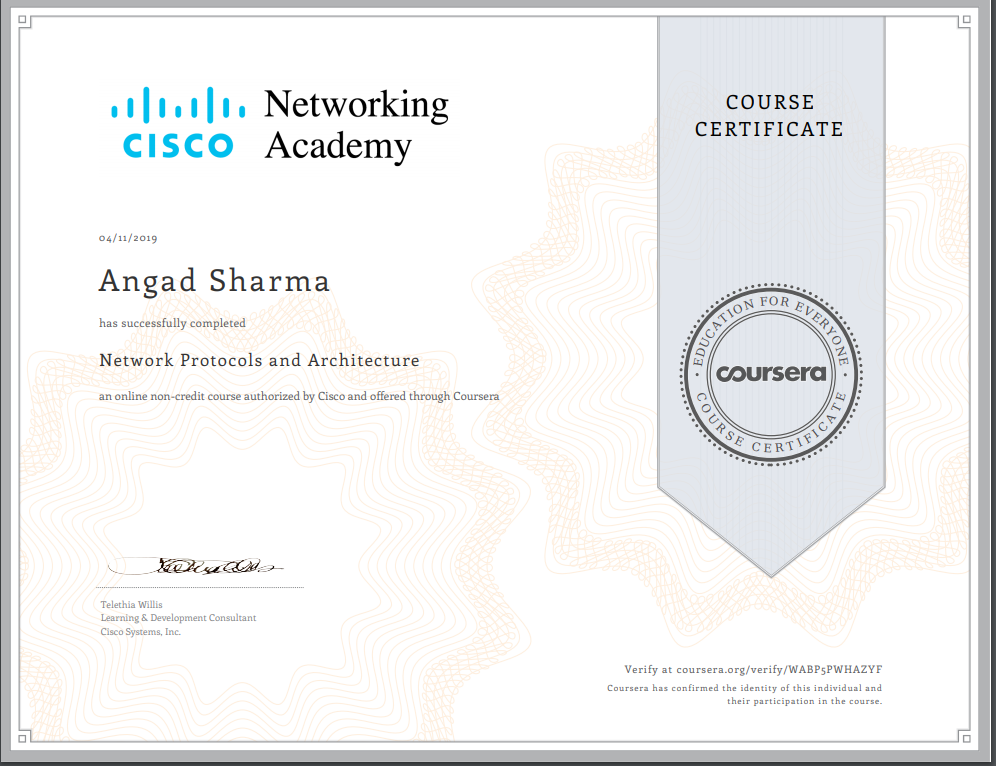 CISCO
Networking
Academy
COURSE
CERTIFICATE
04/11/2019
Angad Sharma
has successfully completed
Network Protocols and Architecture
an online non-credit course authorized by Cisco and offered through Coursera
EDUCATION FOR EVERYONE
coursera
COURSE CERTIFICATE
Telethia Willis
Learning & Development Consultant
Cisco Systems, Inc.
Verify at coursera.org/verify/WABP5PWHAZYF
Coursera has confirmed the identity of this individual and
their participation in the course.